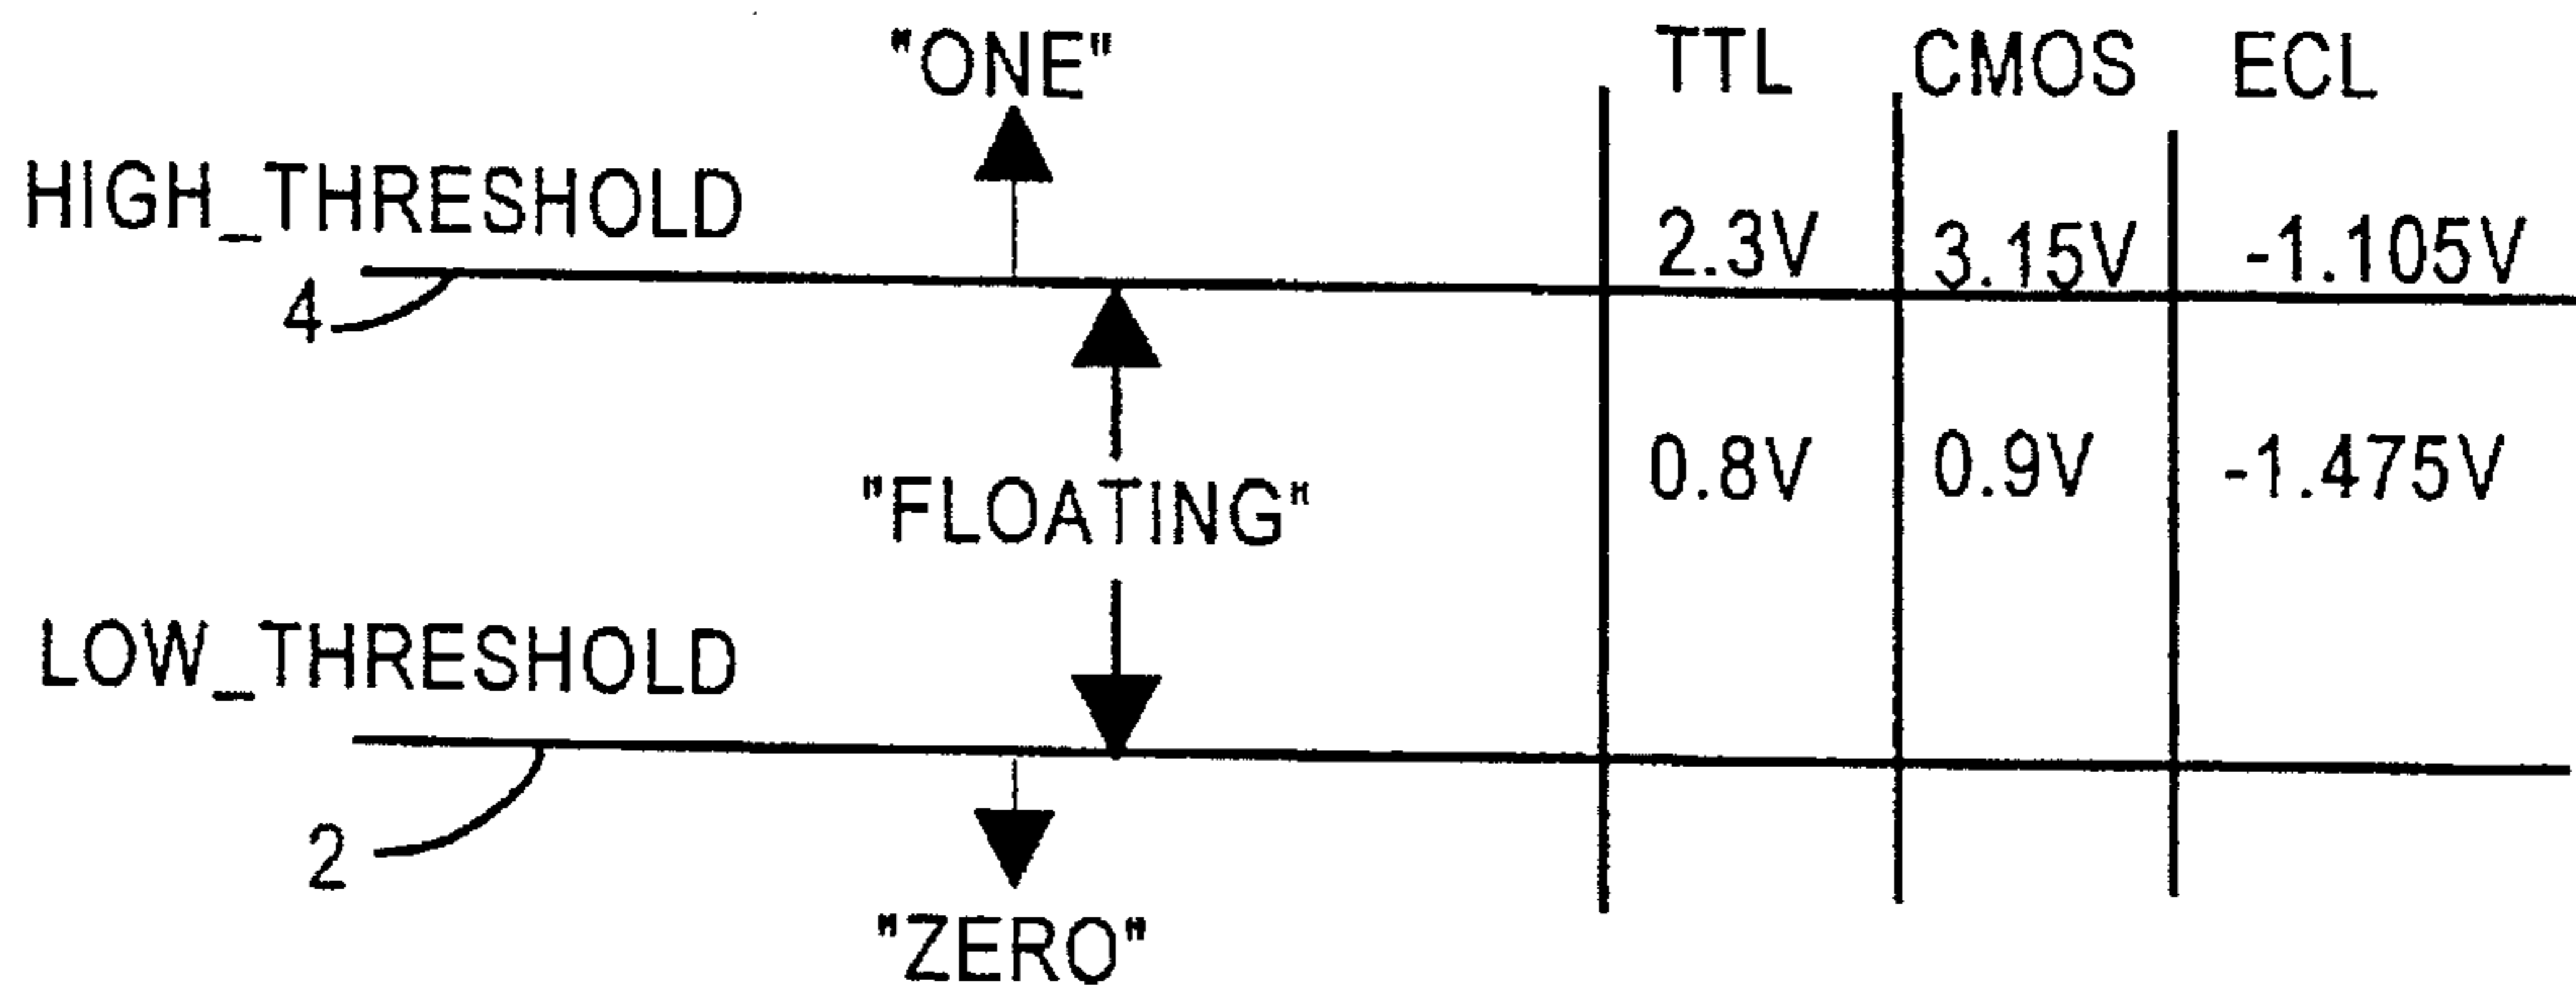 "ONE" TTL CMOS ECL
HIGH_THRESHOLD 2.3V 3.15V -1.105V
4
"FLOATING" 0.8V 0.9V -1.475V
LOW_THRESHOLD
2
"ZERO"